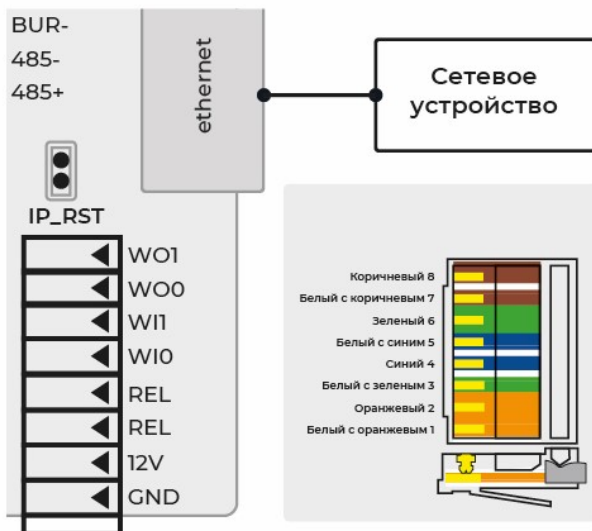 BUR-
485-
485+
ethernet
Сетевое
устройство
IP_RST
WO1
WO0
WI1
WI0
REL
REL
12V
GND
Коричневый 8
Белый с коричневым 7
Зеленый 6
Белый с синим 5
Синий 4
Белый с зеленым 3
Оранжевый 2
Белый с оранжевым 1